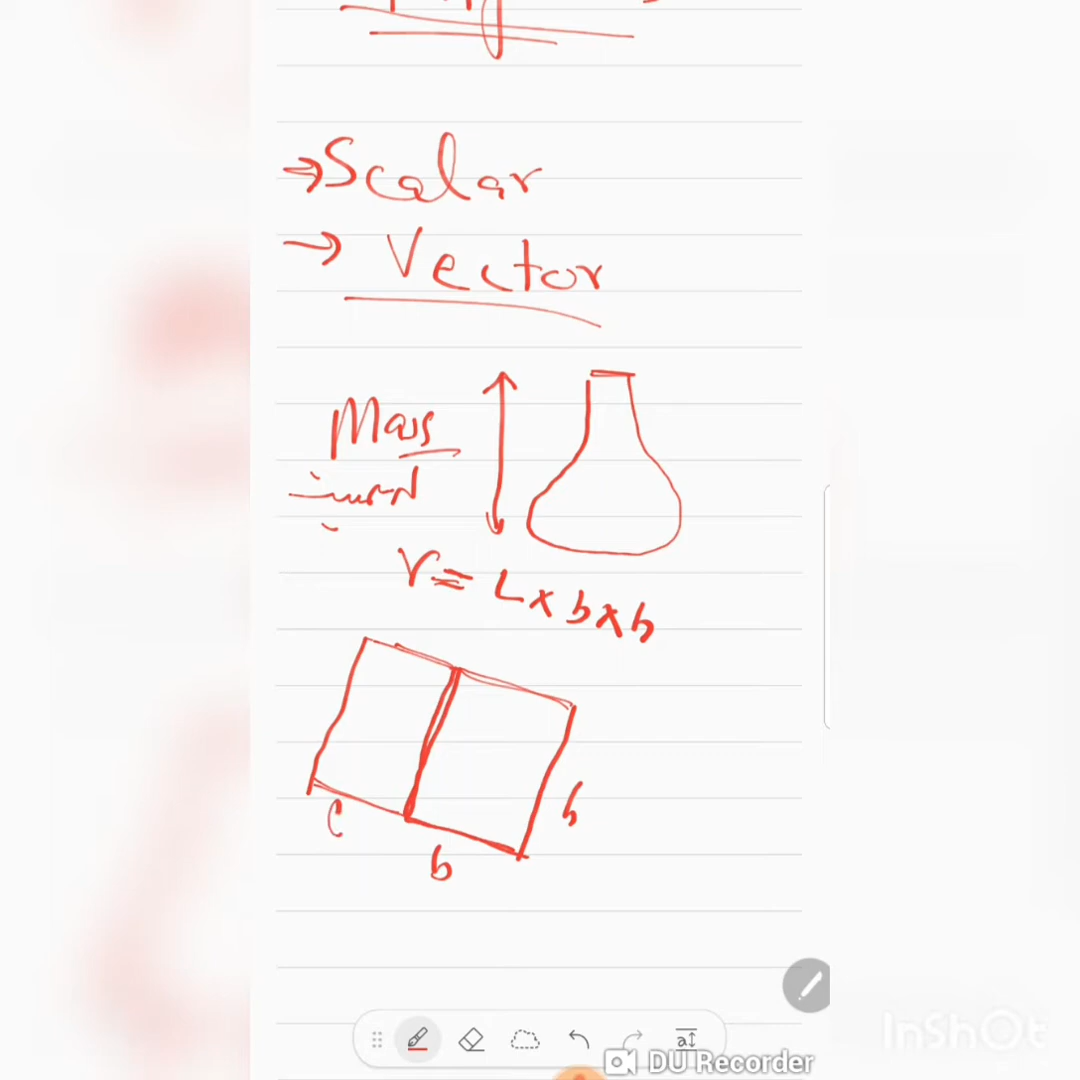 →Scalar
→ Vector
Mass
V= L×b×h
c
b
h
a
InShOt
DU Recorder